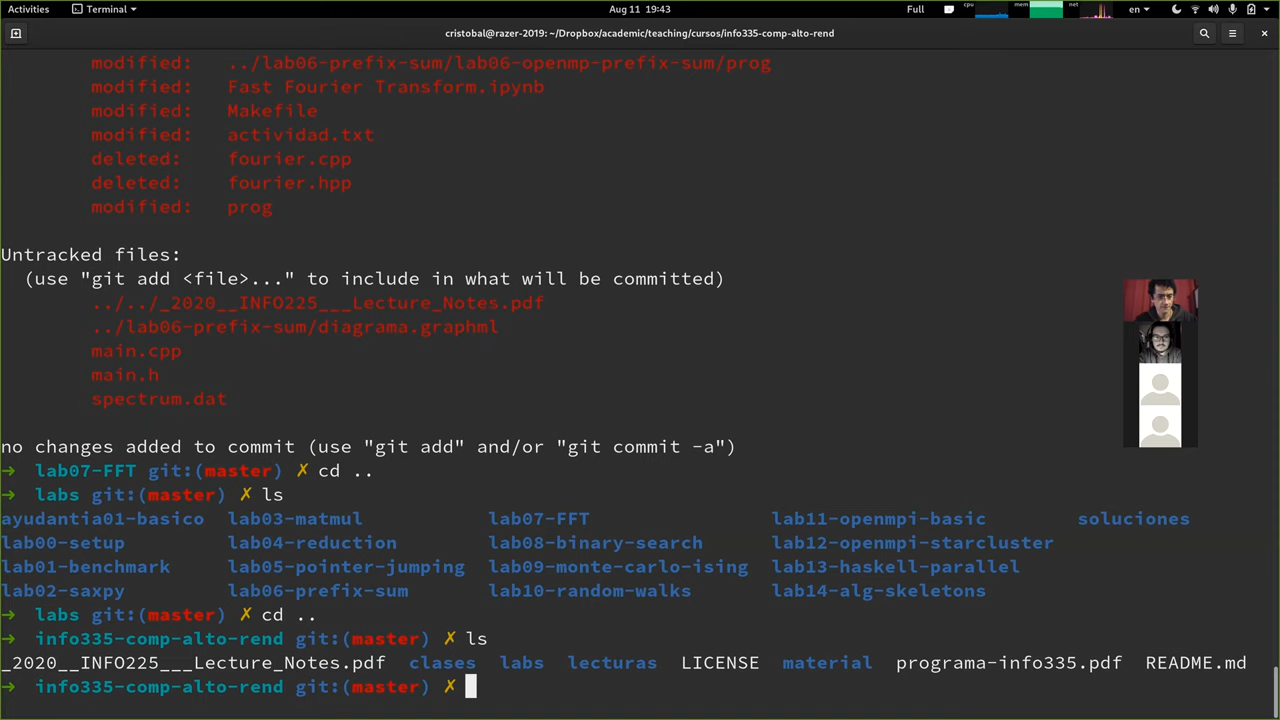 Activities Terminal Aug 11 19:43 Full cpu mem net en
cristobal@razer-2019: ~/Dropbox/academic/teaching/cursos/info335-comp-alto-rend
modified: ../lab06-prefix-sum/lab06-openmp-prefix-sum/prog
modified: Fast Fourier Transform.ipynb
modified: Makefile
modified: actividad.txt
deleted: fourier.cpp
deleted: fourier.hpp
modified: prog
Untracked files:
(use "git add <file>..." to include in what will be committed)
../../_2020__INFO225___Lecture_Notes.pdf
../lab06-prefix-sum/diagrama.graphml
main.cpp
main.h
spectrum.dat
no changes added to commit (use "git add" and/or "git commit -a")
→ lab07-FFT git:(master) ✗ cd ..
→ labs git:(master) ✗ ls
ayudantia01-basico lab03-matmul lab07-FFT lab11-openmpi-basic soluciones
lab00-setup lab04-reduction lab08-binary-search lab12-openmpi-starcluster
lab01-benchmark lab05-pointer-jumping lab09-monte-carlo-ising lab13-haskell-parallel
lab02-saxpy lab06-prefix-sum lab10-random-walks lab14-alg-skeletons
→ labs git:(master) ✗ cd ..
→ info335-comp-alto-rend git:(master) ✗ ls
_2020__INFO225___Lecture_Notes.pdf clases labs lecturas LICENSE material programa-info335.pdf README.md
→ info335-comp-alto-rend git:(master) ✗